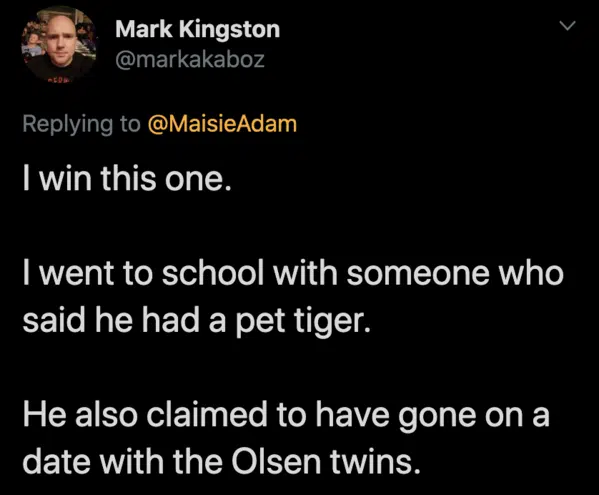 Mark Kingston
@markakaboz
Replying to @MaisieAdam
I win this one.
I went to school with someone who
said he had a pet tiger.
He also claimed to have gone on a
date with the Olsen twins.